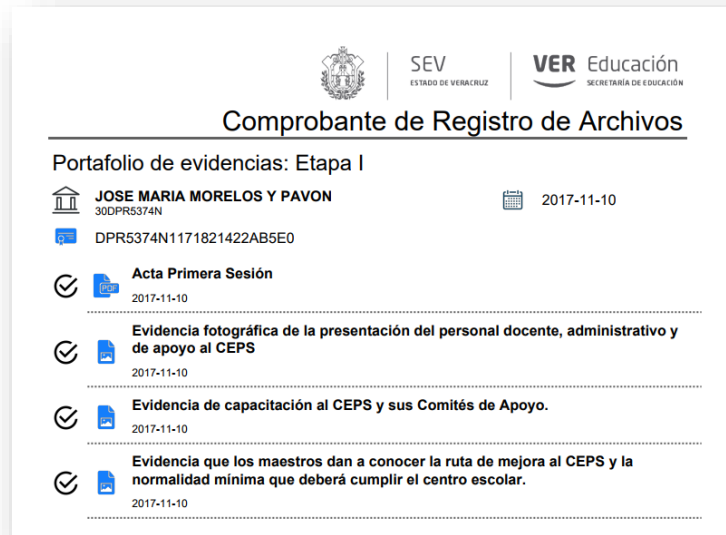 SEV
ESTADO DE VERACRUZ
VER Educación
SECRETARÍA DE EDUCACIÓN
Comprobante de Registro de Archivos
Portafolio de evidencias: Etapa I
JOSE MARIA MORELOS Y PAVON
30DPR5374N
2017-11-10
DPR5374N1171821422AB5E0
PDF
Acta Primera Sesión
2017-11-10
Evidencia fotográfica de la presentación del personal docente, administrativo y
de apoyo al CEPS
2017-11-10
Evidencia de capacitación al CEPS y sus Comités de Apoyo.
2017-11-10
Evidencia que los maestros dan a conocer la ruta de mejora al CEPS y la
normalidad mínima que deberá cumplir el centro escolar.
2017-11-10